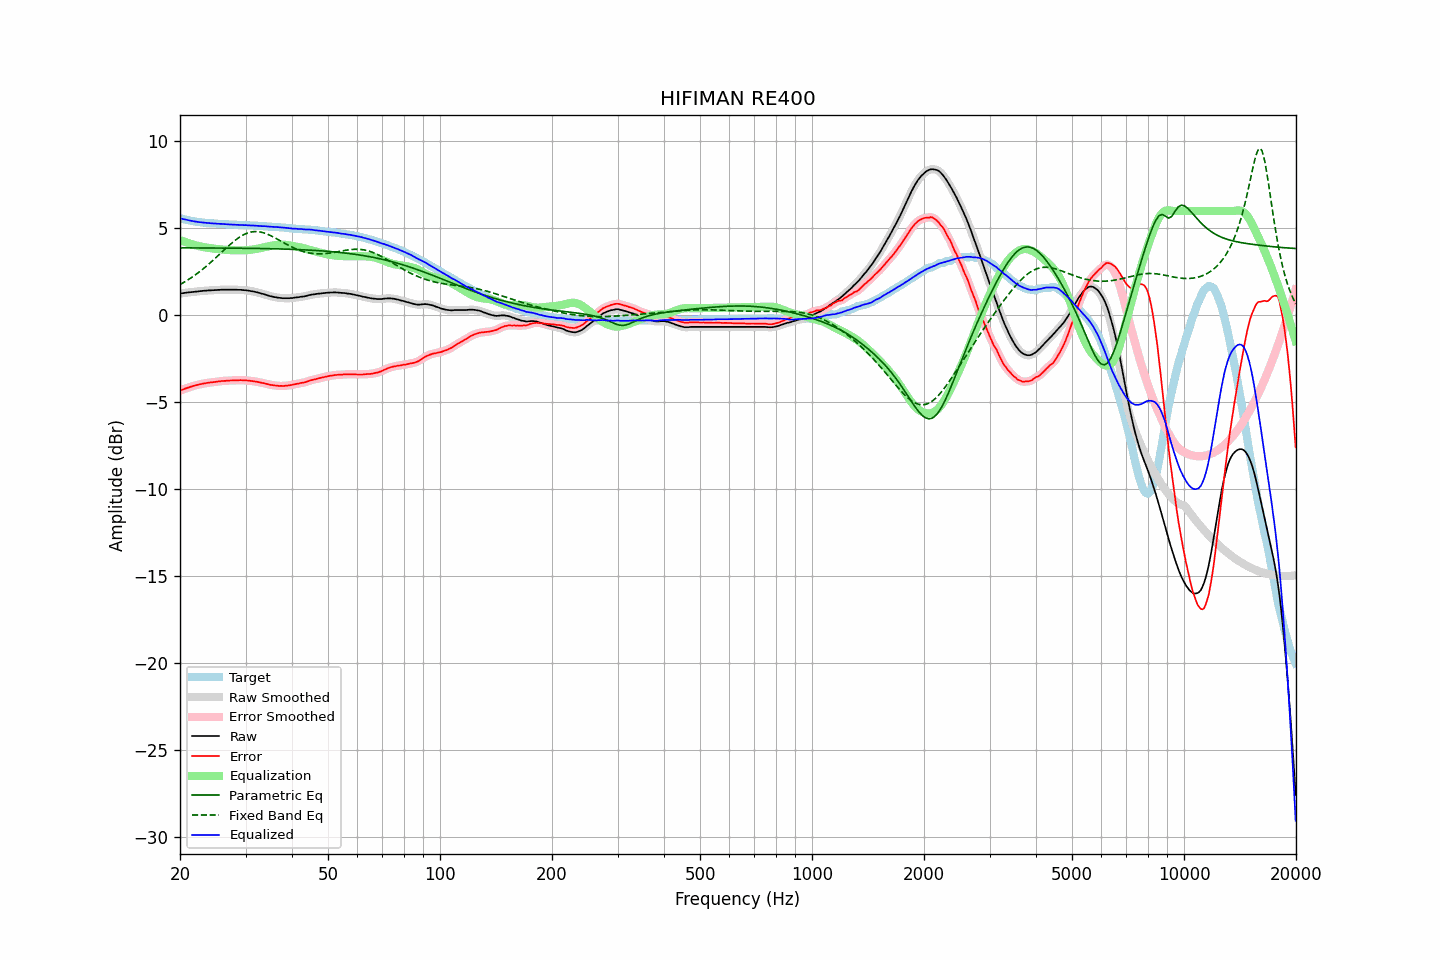 HIFIMAN RE400
Amplitude (dBr)
10
5
0
−5
−10
−15
−20
−25
−30
Target
Raw Smoothed
Error Smoothed
Raw
Error
Equalization
Parametric Eq
Fixed Band Eq
Equalized
20
50
100
200
500
1000
2000
5000
10000
20000
Frequency (Hz)